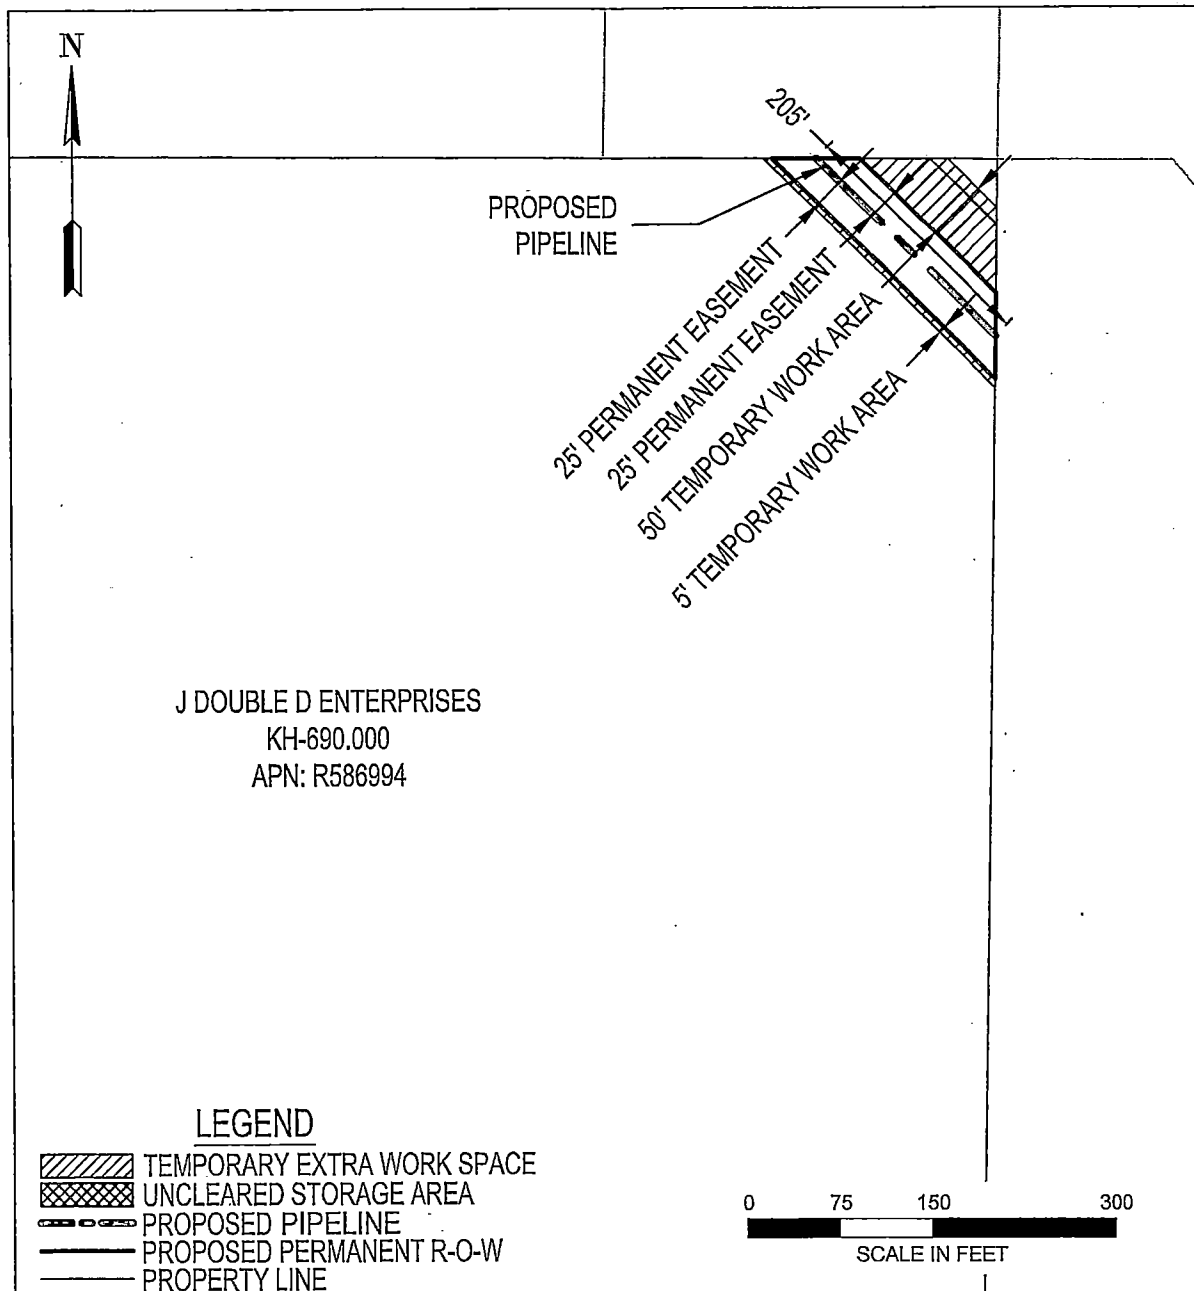 N
205'
PROPOSED
PIPELINE
25' PERMANENT EASEMENT
25' PERMANENT EASEMENT
50' TEMPORARY WORK AREA
5' TEMPORARY WORK AREA
J DOUBLE D ENTERPRISES
KH-690.000
APN: R586994
LEGEND
TEMPORARY EXTRA WORK SPACE
UNCLEARED STORAGE AREA
PROPOSED PIPELINE
PROPOSED PERMANENT R-O-W
PROPERTY LINE
0 75 150 300
SCALE IN FEET